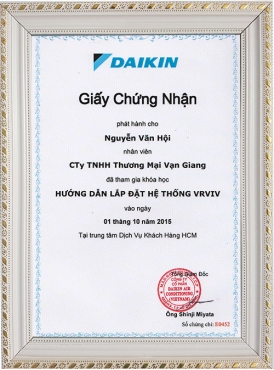 DAIKIN
Giấy Chứng Nhận
phát hành cho
Nguyễn Văn Hội
nhân viên
CTy TNHH Thương Mại Vạn Giang
đã tham gia khóa học
HƯỚNG DẪN LẮP ĐẶT HỆ THỐNG VRVIV
vào ngày
01 tháng 10 năm 2015
Tại trung tâm Dịch Vụ Khách Hàng HCM
Tổng Giám Đốc
CÔNG TY
CỔ PHẦN
DAIKIN AIR
CONDITIONING
(VIETNAM)
Ông Shinji Miyata
Số chứng chỉ: E0452